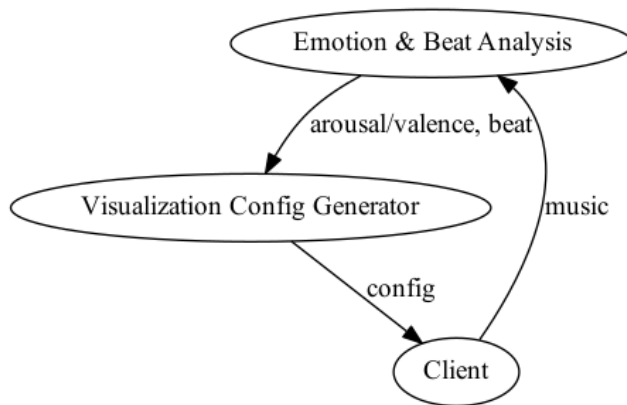 Emotion & Beat Analysis
arousal/valence, beat
Visualization Config Generator
music
config
Client